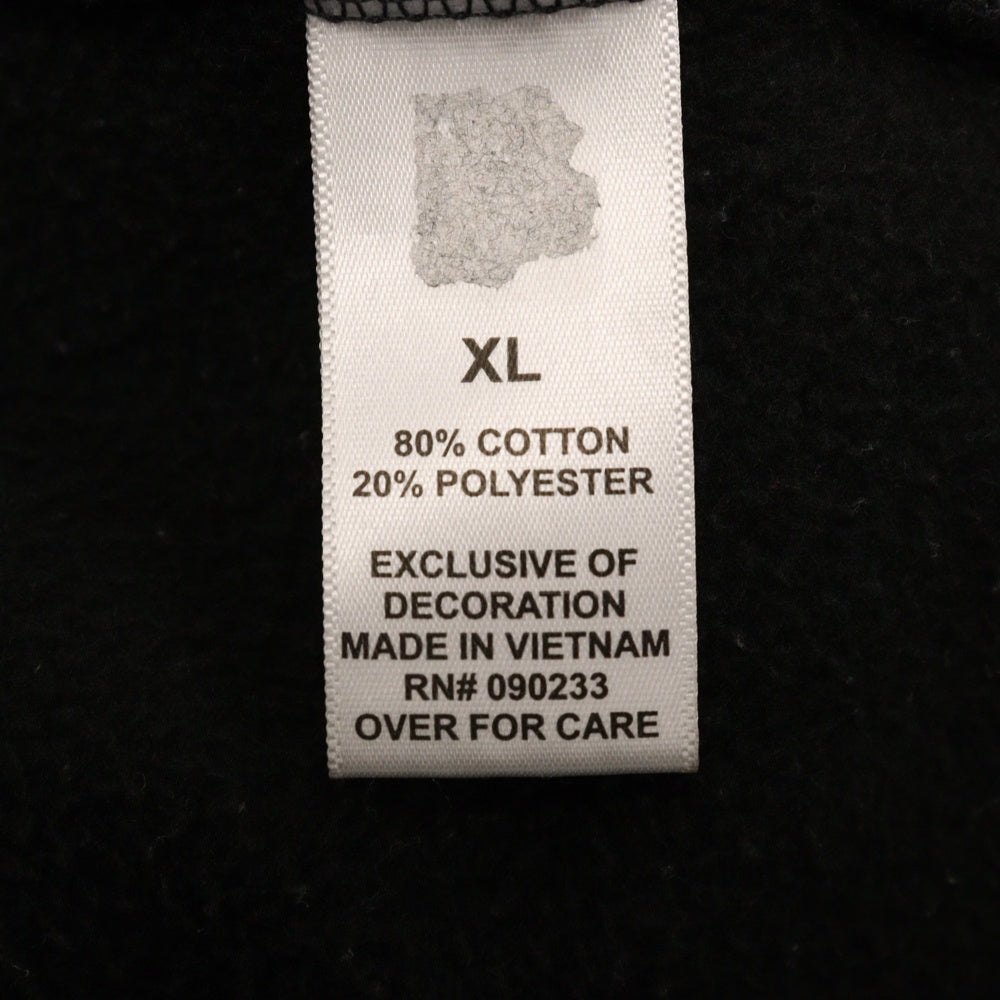 XL
80% COTTON
20% POLYESTER
EXCLUSIVE OF
DECORATION
MADE IN VIETNAM
RN# 090233
OVER FOR CARE